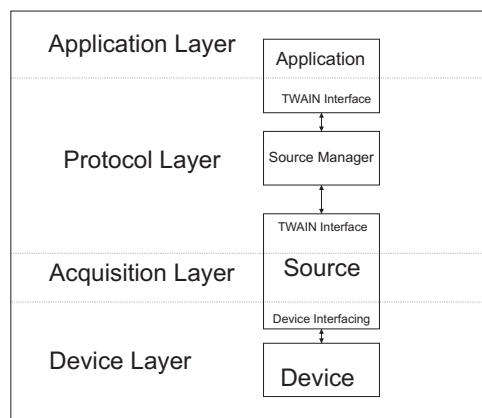 Application Layer
Application
TWAIN Interface
Protocol Layer
Source Manager
TWAIN Interface
Acquisition Layer
Source
Device Interfacing
Device Layer
Device